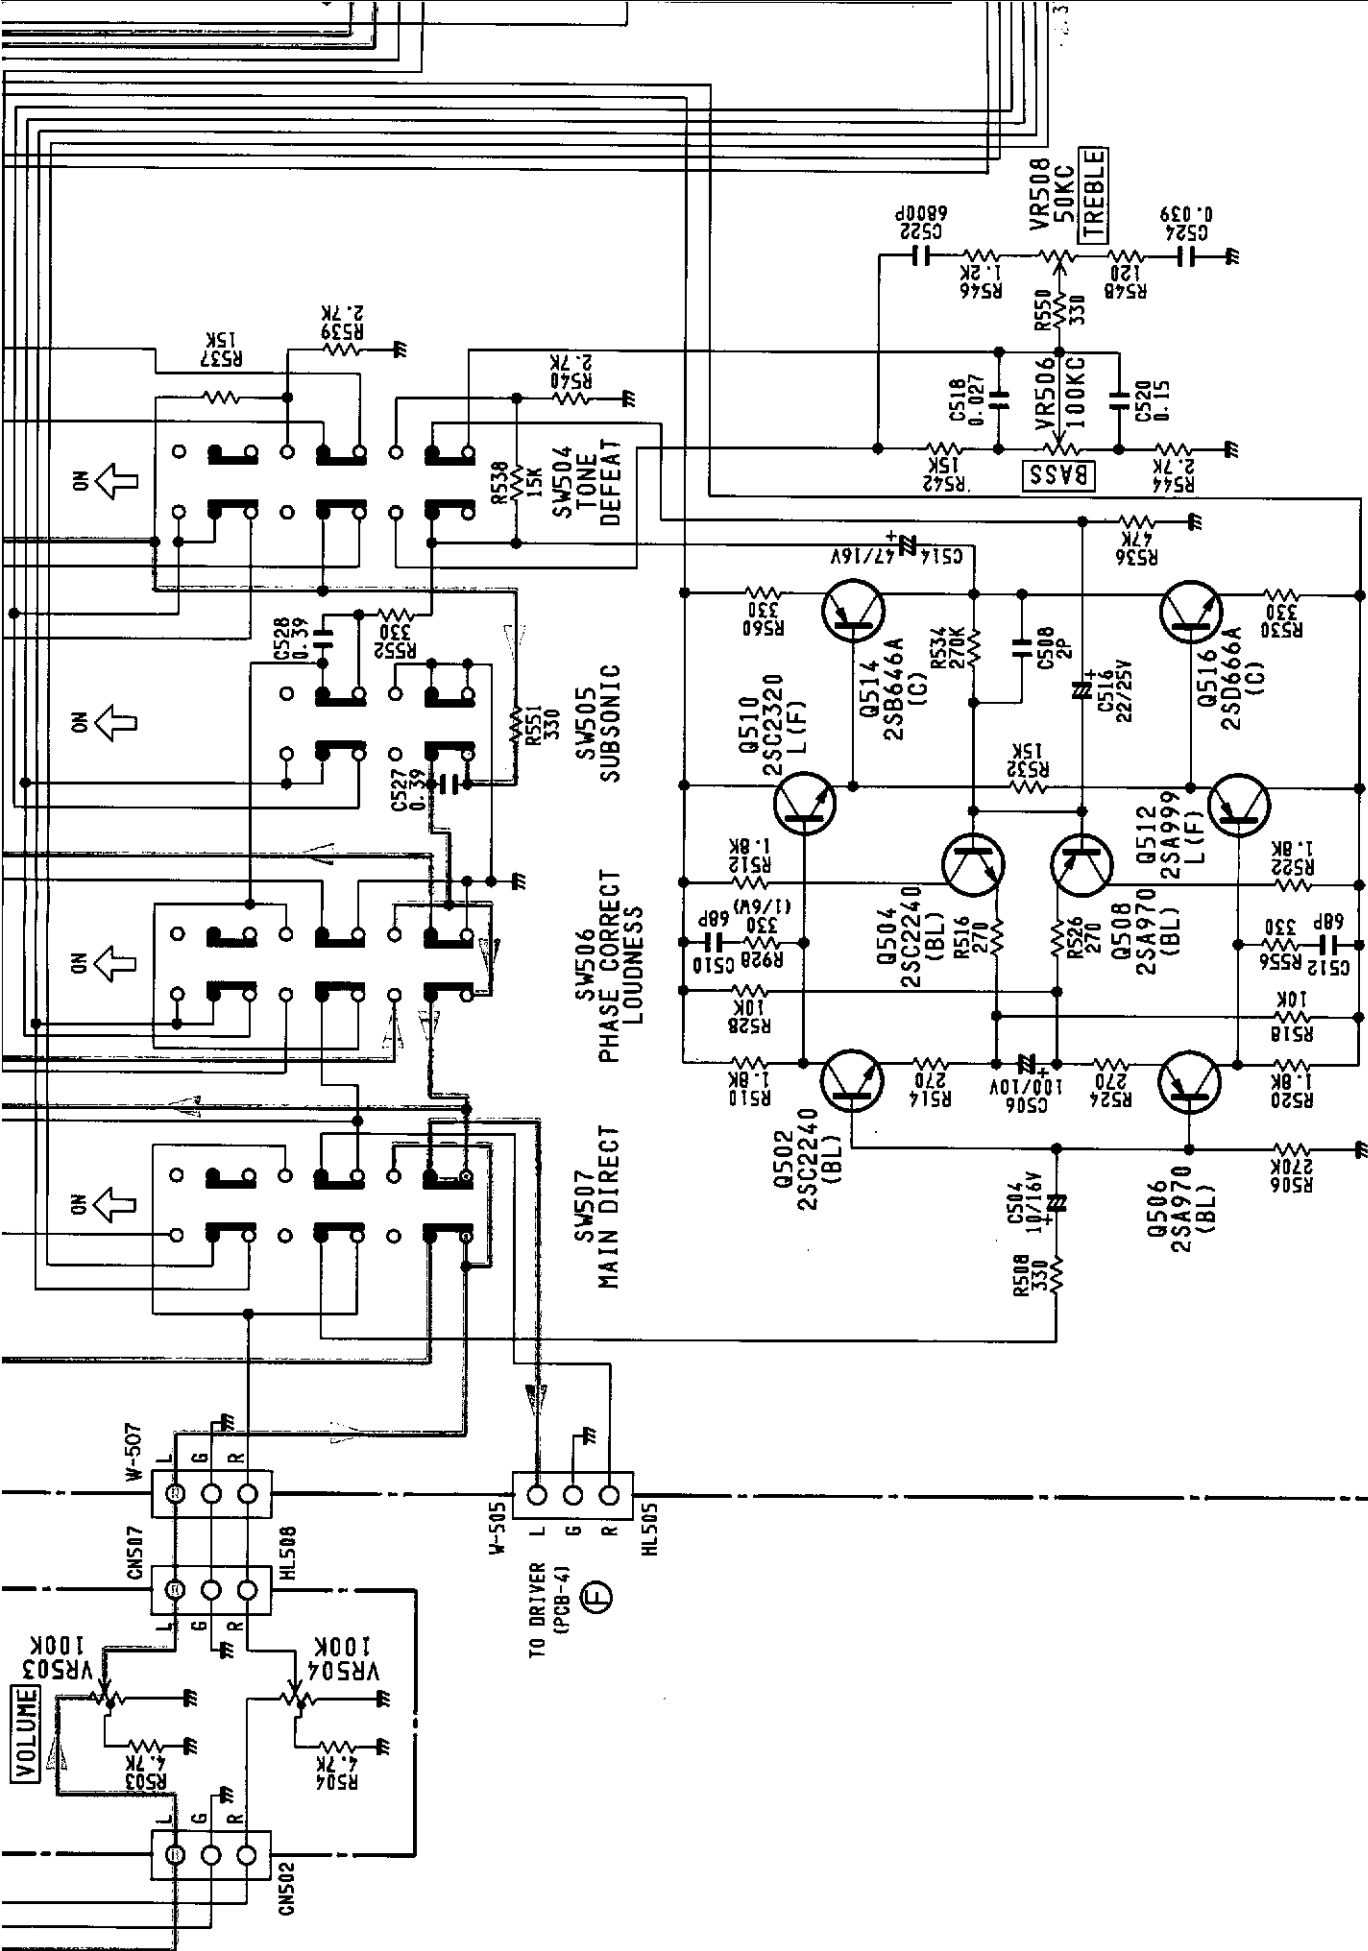 VR508
50KC
TREBLE
6800P
C522
1.2K
R546
120
R548
0.039
C524
R550
330
2.7K
R539
15K
R537
2.7K
R540
C518
0.027
VR506
100KC
C520
0.15
15K
R542
BASS
2.7K
R544
ON
R538
15K
SW504
TONE
DEFEAT
+
47/16V
C514
47K
R536
330
R560
Q514
2SB646A
(C)
R534
270K
C508
2P
+
C516
22/25V
Q516
2SD666A
(C)
330
R530
C528
0.39
330
R552
ON
SW505
SUBSONIC
R551
330
C527
0.39
Q510
2SC2320
L(F)
15K
R532
Q512
2SA999
L(F)
1.8K
R512
330
(1/6W)
R928
68P
C510
Q504
2SC2240
(BL)
R516
270
R526
270
Q508
2SA970
(BL)
1.8K
R522
330
R556
68P
C512
ON
SW506
PHASE CORRECT
LOUDNESS
10K
R528
10K
R518
1.8K
R510
270
R514
+
100/10V
C506
270
R524
1.8K
R520
Q502
2SC2240
(BL)
ON
SW507
MAIN DIRECT
C504
10/16V
+
Q506
2SA970
(BL)
270K
R506
R508
330
W-507
L
G
R
CN507
HL508
L
G
R
W-505
L
G
R
HL505
TO DRIVER
(PCB-4)
F
VOLUME
100K
VR503
100K
VR504
4.7K
R503
4.7K
R504
L
G
R
CN502